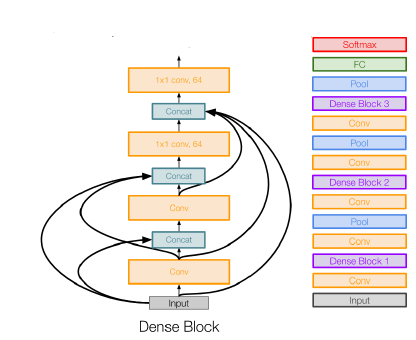 1x1 conv, 64
Concat
1x1 conv, 64
Concat
Conv
Concat
Conv
Input
Dense Block
Softmax
FC
Pool
Dense Block 3
Conv
Pool
Conv
Dense Block 2
Conv
Pool
Conv
Dense Block 1
Conv
Input